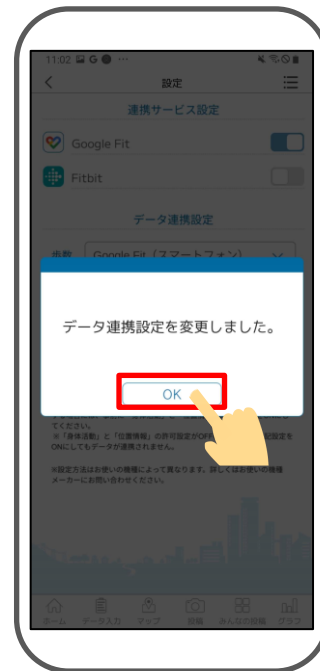 11:02
設定
連携サービス設定
Google Fit
Fitbit
データ連携設定
歩数 Google Fit（スマートフォン）
データ連携設定を変更しました。
OK
てください。
※「身体活動」と「位置情報」の許可設定がOFF
ONにしてもデータが連携されません。
※設定方法はお使いの機種によって異なります。詳しくはお使いの機種
メーカーにお問い合わせください。
ホーム データ入力 マップ 投稿 みんなの投稿 グラフ